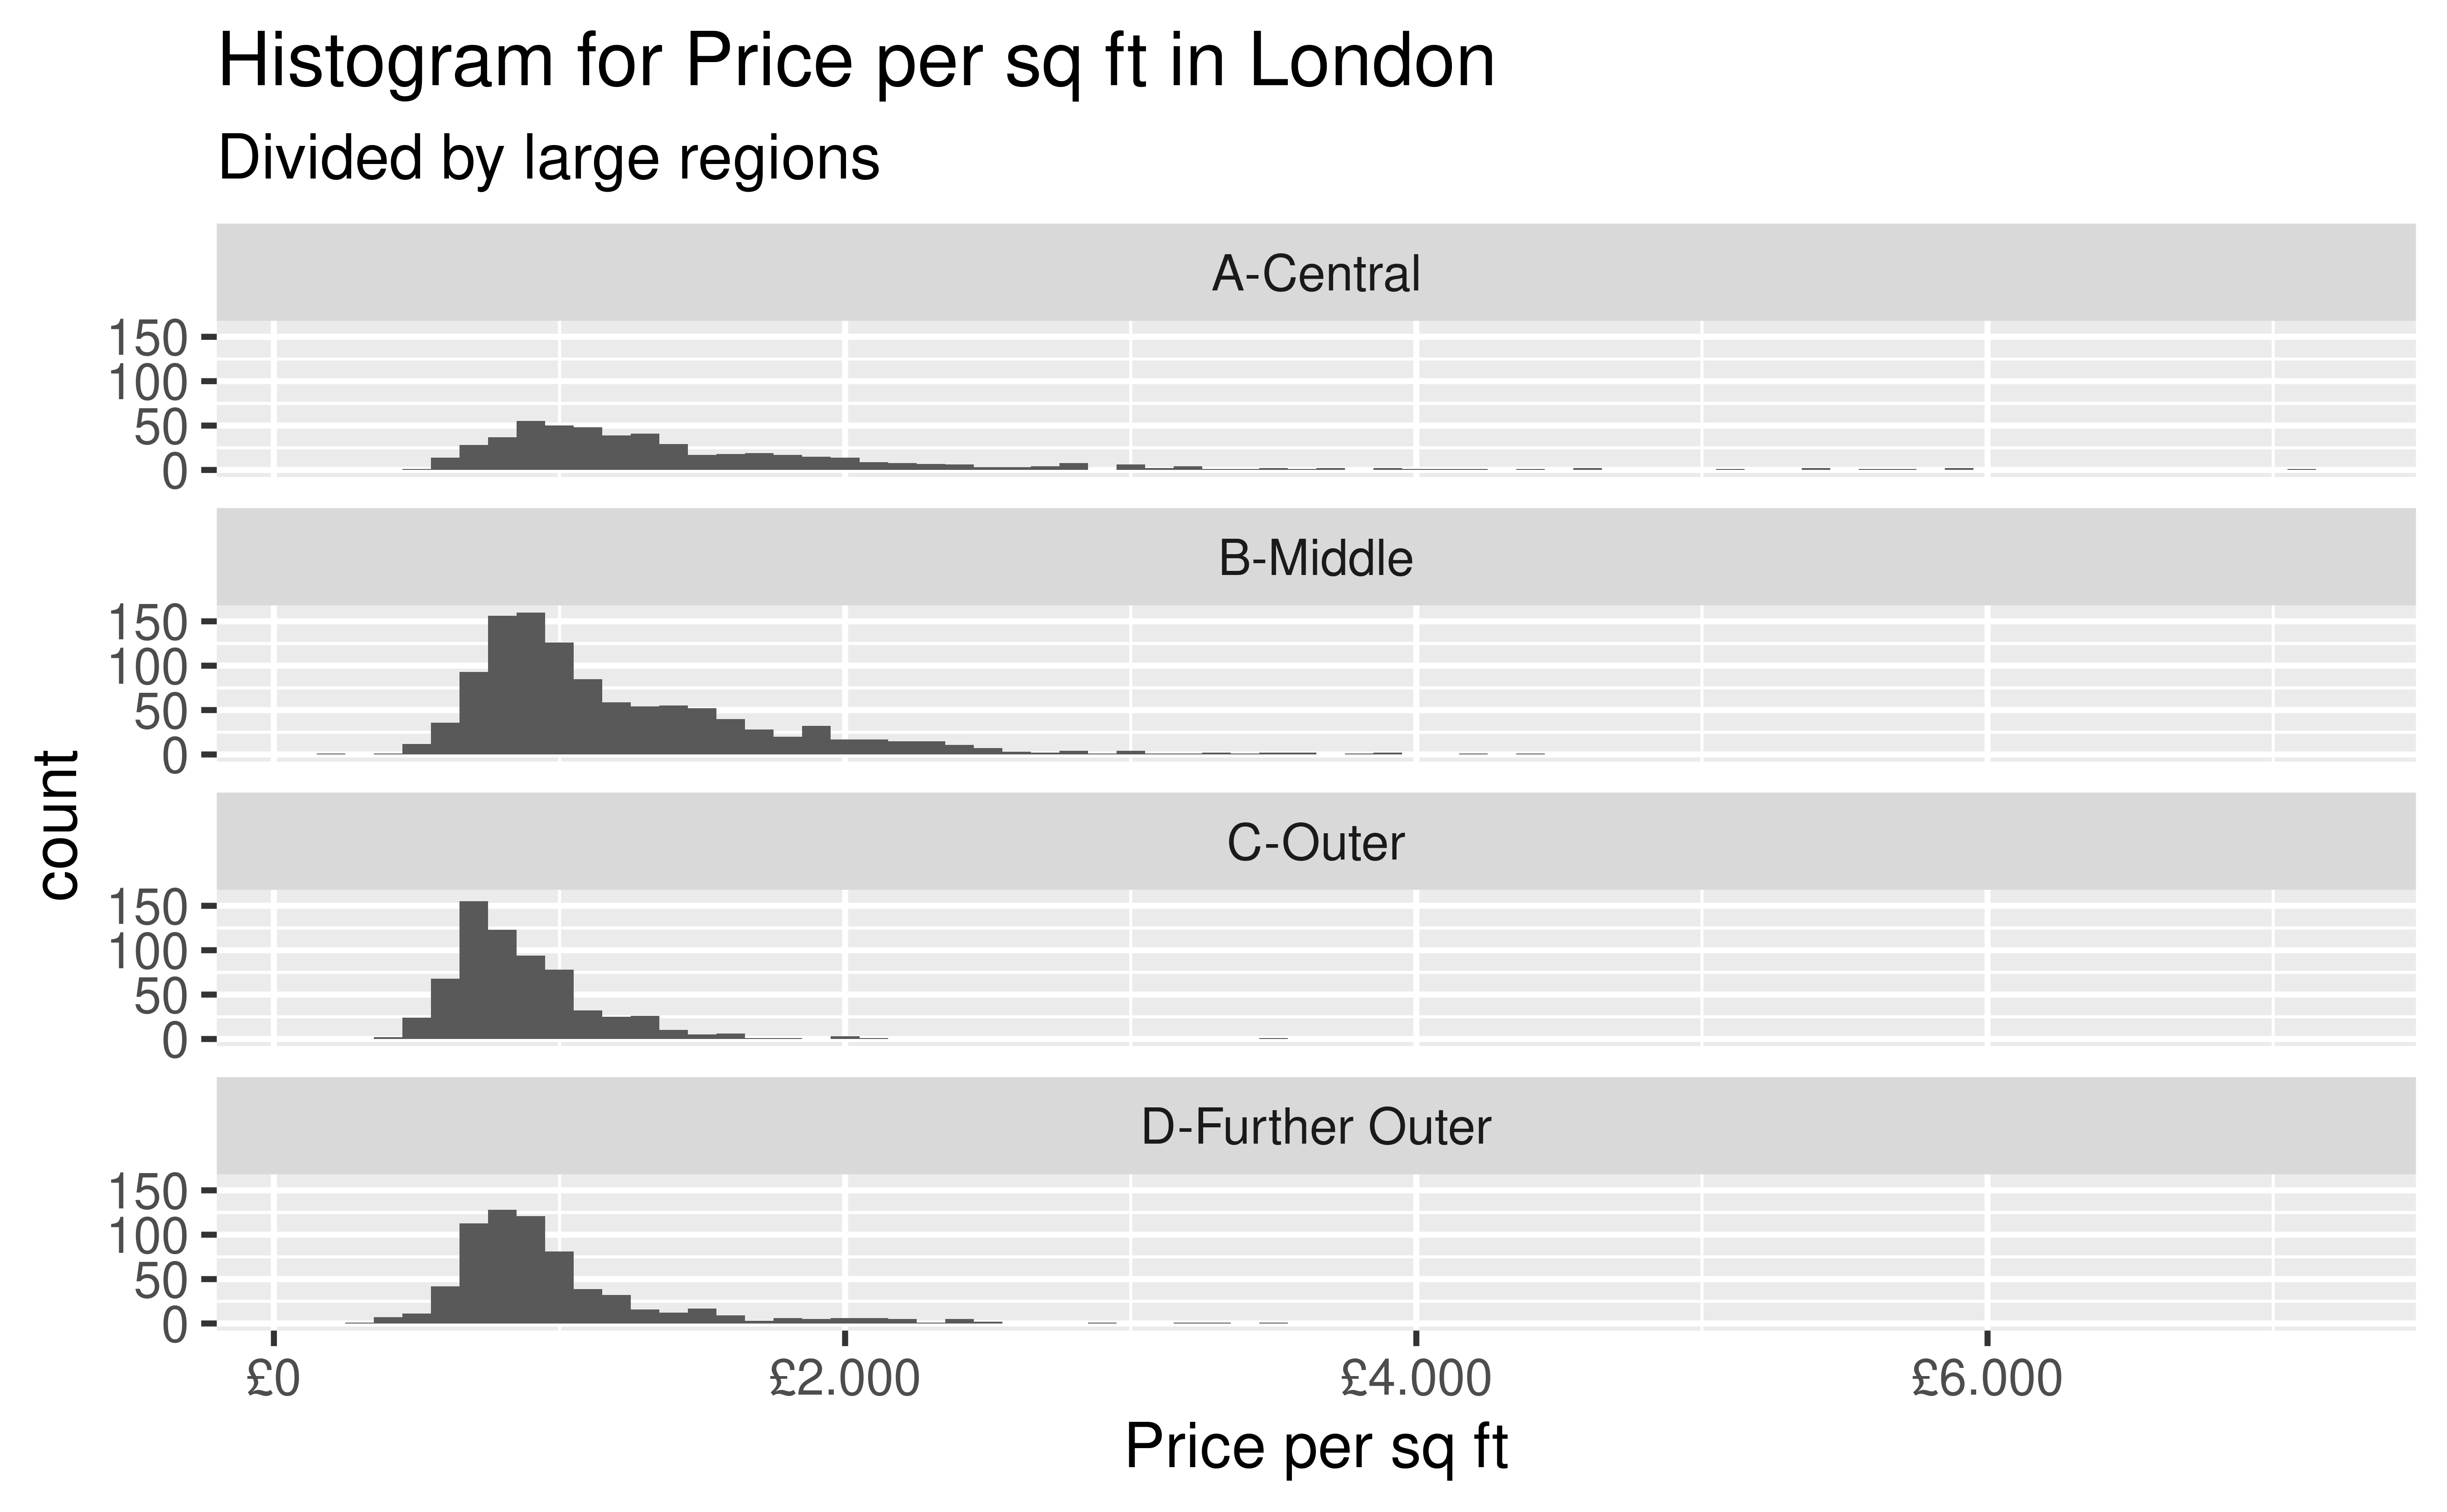 Histogram for Price per sq ft in London
Divided by large regions
A-Central
150
100
50
0
B-Middle
150
100
50
0
count
C-Outer
150
100
50
0
D-Further Outer
150
100
50
0
£0 £2.000 £4.000 £6.000
Price per sq ft